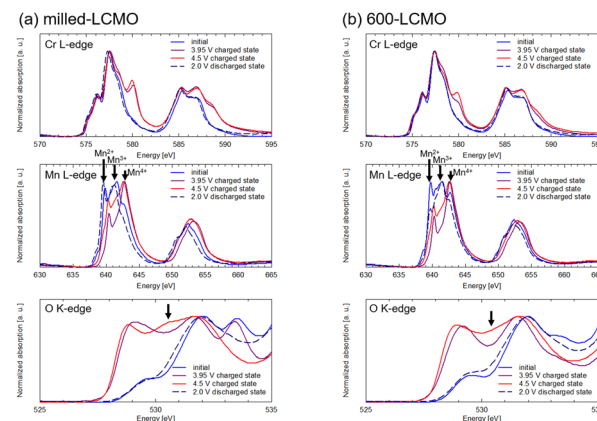 (a) milled-LCMO
Normalized absorption [a. u.]
Cr L-edge
initial
3.95 V charged state
4.5 V charged state
2.0 V discharged state
570 575 580 585 590 595
Energy [eV]
Normalized absorption [a. u.]
Mn L-edge
Mn2+
Mn3+
Mn4+
initial
3.95 V charged state
4.5 V charged state
2.0 V discharged state
630 635 640 645 650 655 660 665
Energy [eV]
Normalized absorption [a. u.]
O K-edge
initial
3.95 V charged state
4.5 V charged state
2.0 V discharged state
525 530 535
Energy [eV]
(b) 600-LCMO
Normalized absorption [a. u.]
Cr L-edge
initial
3.95 V charged state
4.5 V charged state
2.0 V discharged state
570 575 580 585 590 595
Energy [eV]
Normalized absorption [a. u.]
Mn L-edge
Mn2+
Mn3+
Mn4+
initial
3.95 V charged state
4.5 V charged state
2.0 V discharged state
630 635 640 645 650 655 660
Energy [eV]
Normalized absorption [a. u.]
O K-edge
initial
3.95 V charged state
4.5 V charged state
2.0 V discharged state
525 530
Energy [eV]